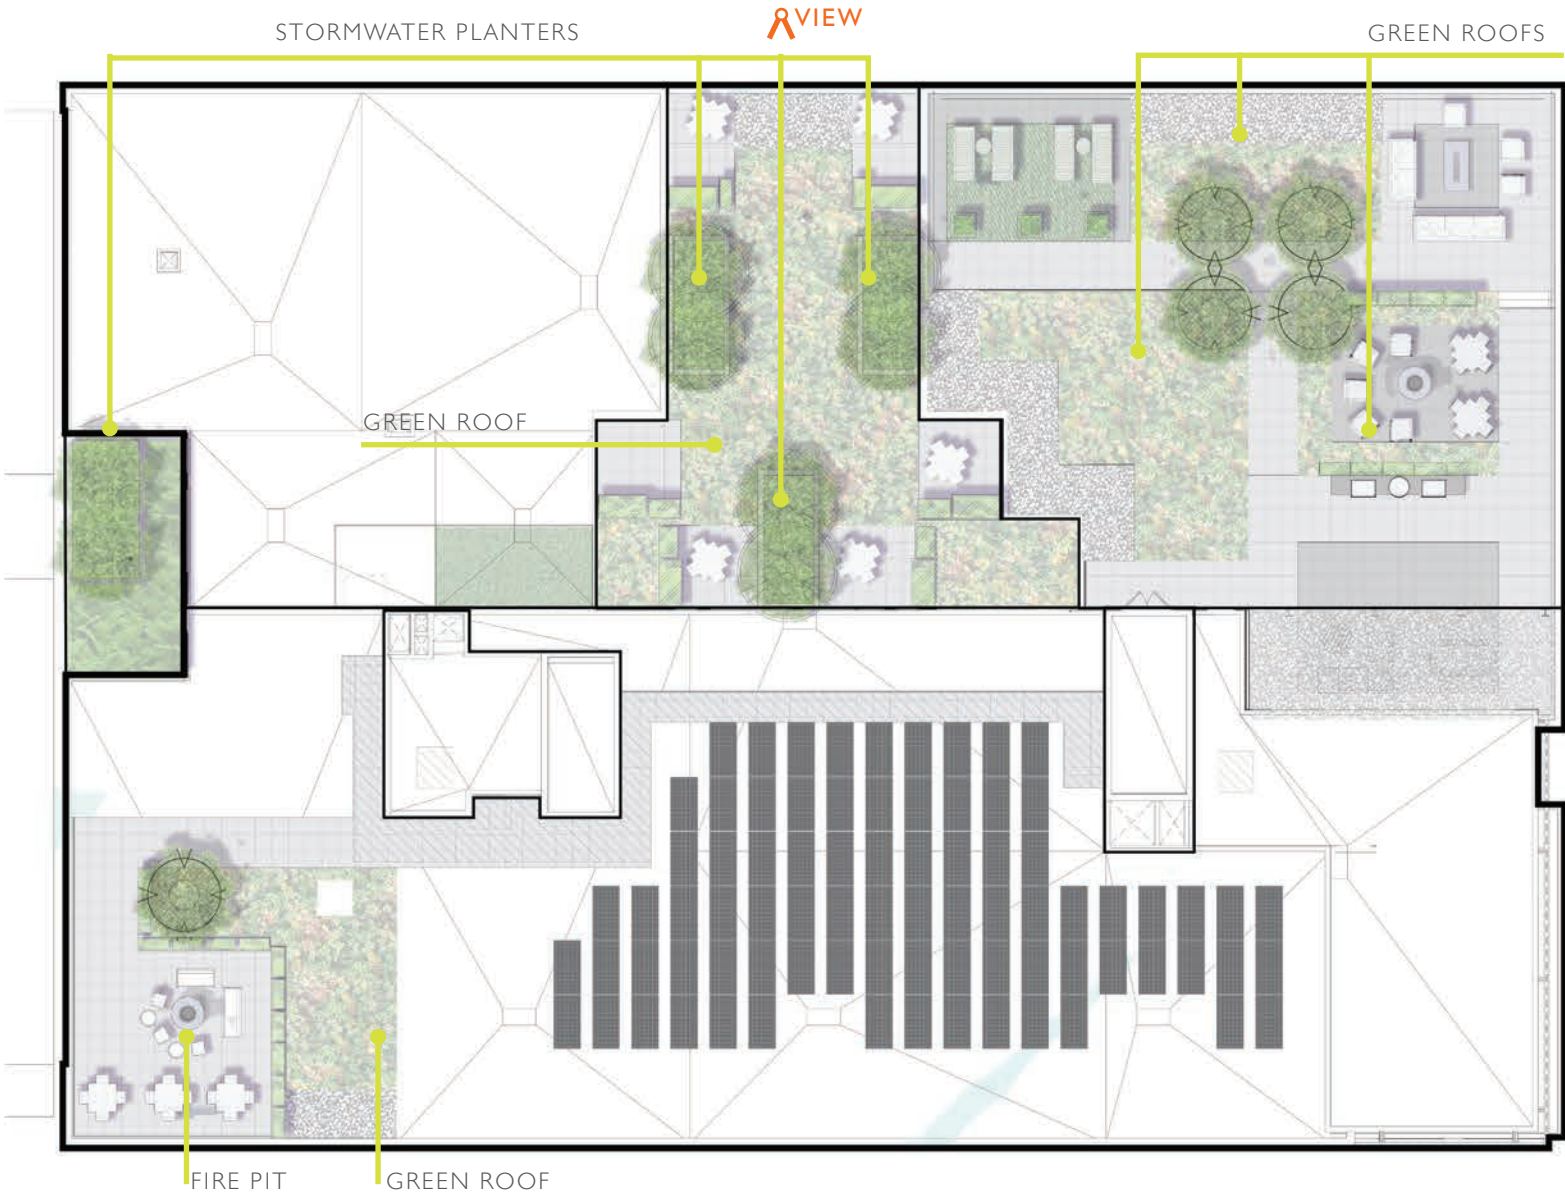 VIEW
STORMWATER PLANTERS
GREEN ROOFS
GREEN ROOF
FIRE PIT
GREEN ROOF